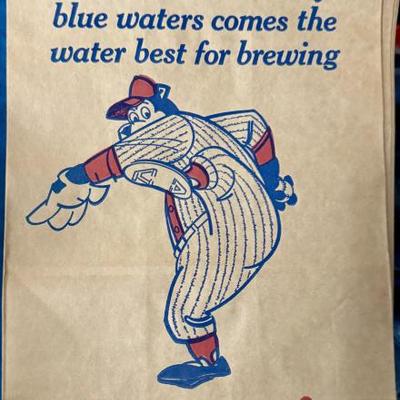 blue waters comes the
water best for brewing